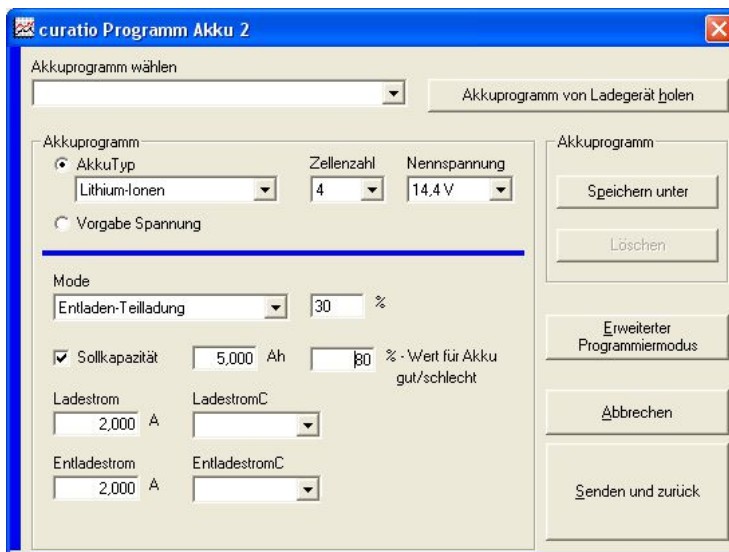 curatio Programm Akku 2
Akkuprogramm wählen
Akkuprogramm von Ladegerät holen
Akkuprogramm
AkkuTyp
Zellenzahl
Nennspannung
Lithium-Ionen
4
14,4 V
Vorgabe Spannung
Mode
Entladen-Teilladung
30
%
Sollkapazität
5,000 Ah
80
% - Wert für Akku
gut/schlecht
Ladestrom
LadestromC
2,000 A
Entladestrom
EntladestromC
2,000 A
Akkuprogramm
Speichern unter
Löschen
Erweiterter
Programmiermodus
Abbrechen
Senden und zurück